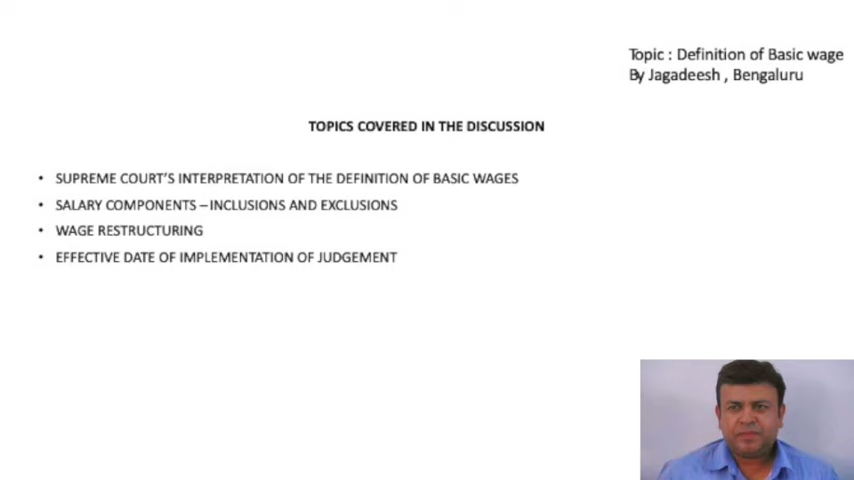 Topic : Definition of Basic wage
By Jagadeesh , Bengaluru
TOPICS COVERED IN THE DISCUSSION
• SUPREME COURT'S INTERPRETATION OF THE DEFINITION OF BASIC WAGES
• SALARY COMPONENTS – INCLUSIONS AND EXCLUSIONS
• WAGE RESTRUCTURING
• EFFECTIVE DATE OF IMPLEMENTATION OF JUDGEMENT